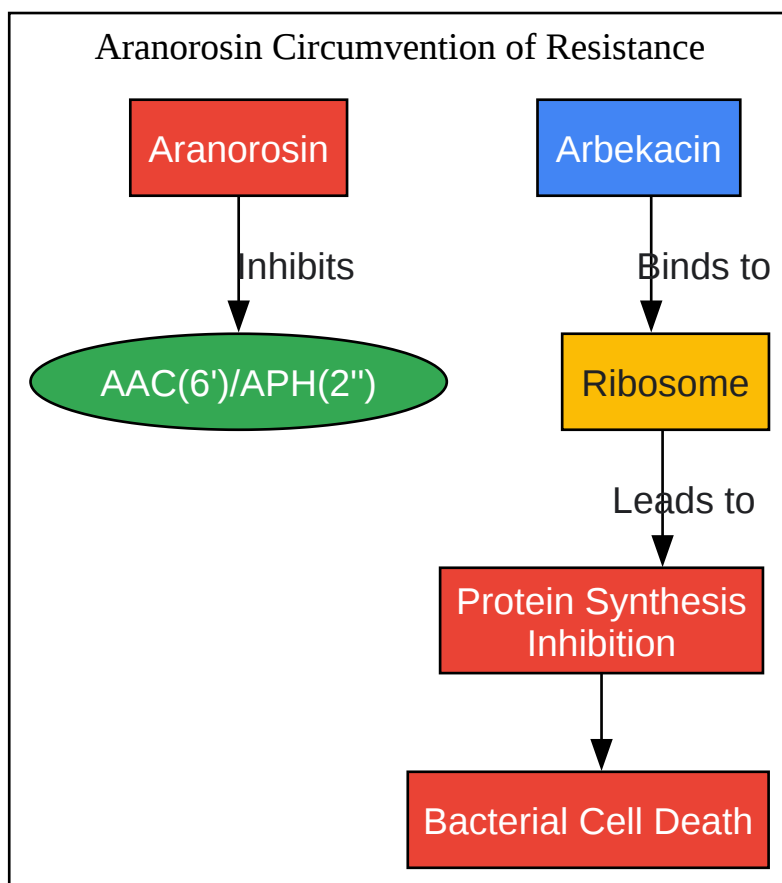 Aranorosin Circumvention of Resistance
Aranorosin
Arbekacin
Inhibits
Binds to
AAC(6')/APH(2")
Ribosome
Leads to
Protein Synthesis
Inhibition
Bacterial Cell Death